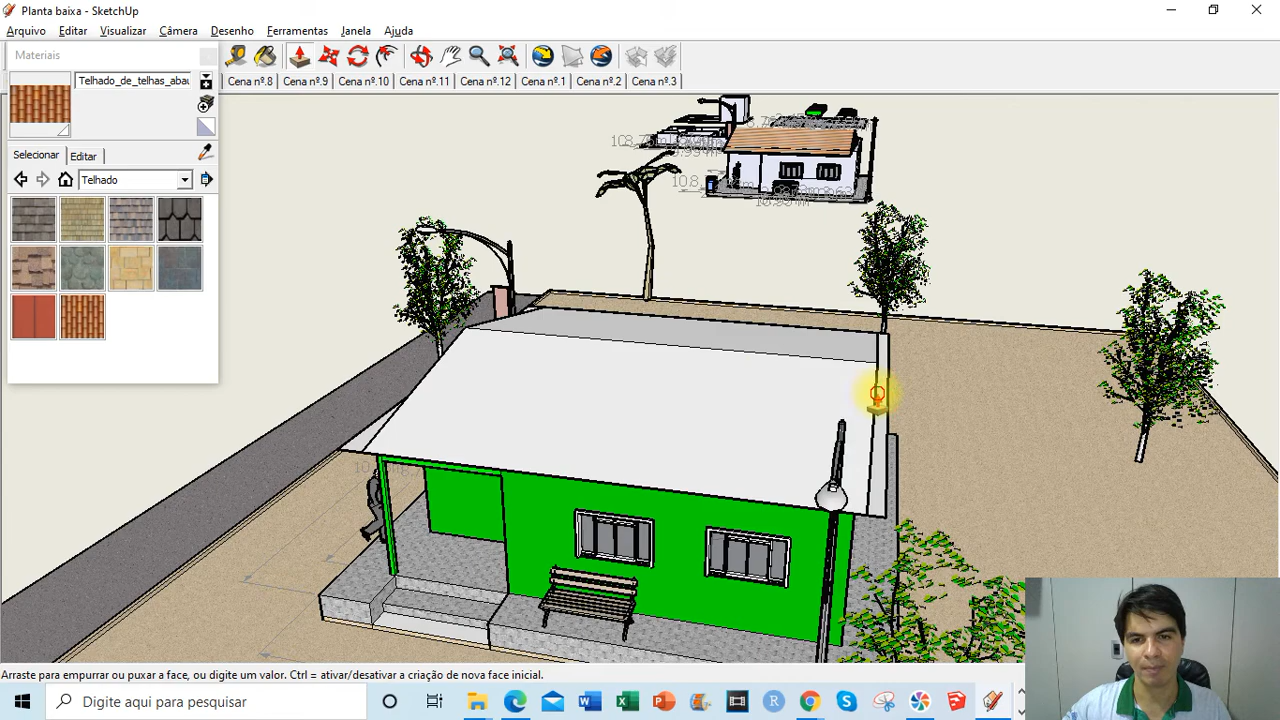 Planta baixa - SketchUp
Arquivo Editar Visualizar Câmera Desenho Ferramentas Janela Ajuda
Materiais
Cena nº.8 Cena nº.9 Cena nº.10 Cena nº.11 Cena nº.12 Cena nº.1 Cena nº.2 Cena nº.3
Telhado_de_telhas_abau
Selecionar Editar
Telhado
Arraste para empurrar ou puxar a face, ou digite um valor. Ctrl = ativar/desativar a criação de nova face inicial.
Digite aqui para pesquisar